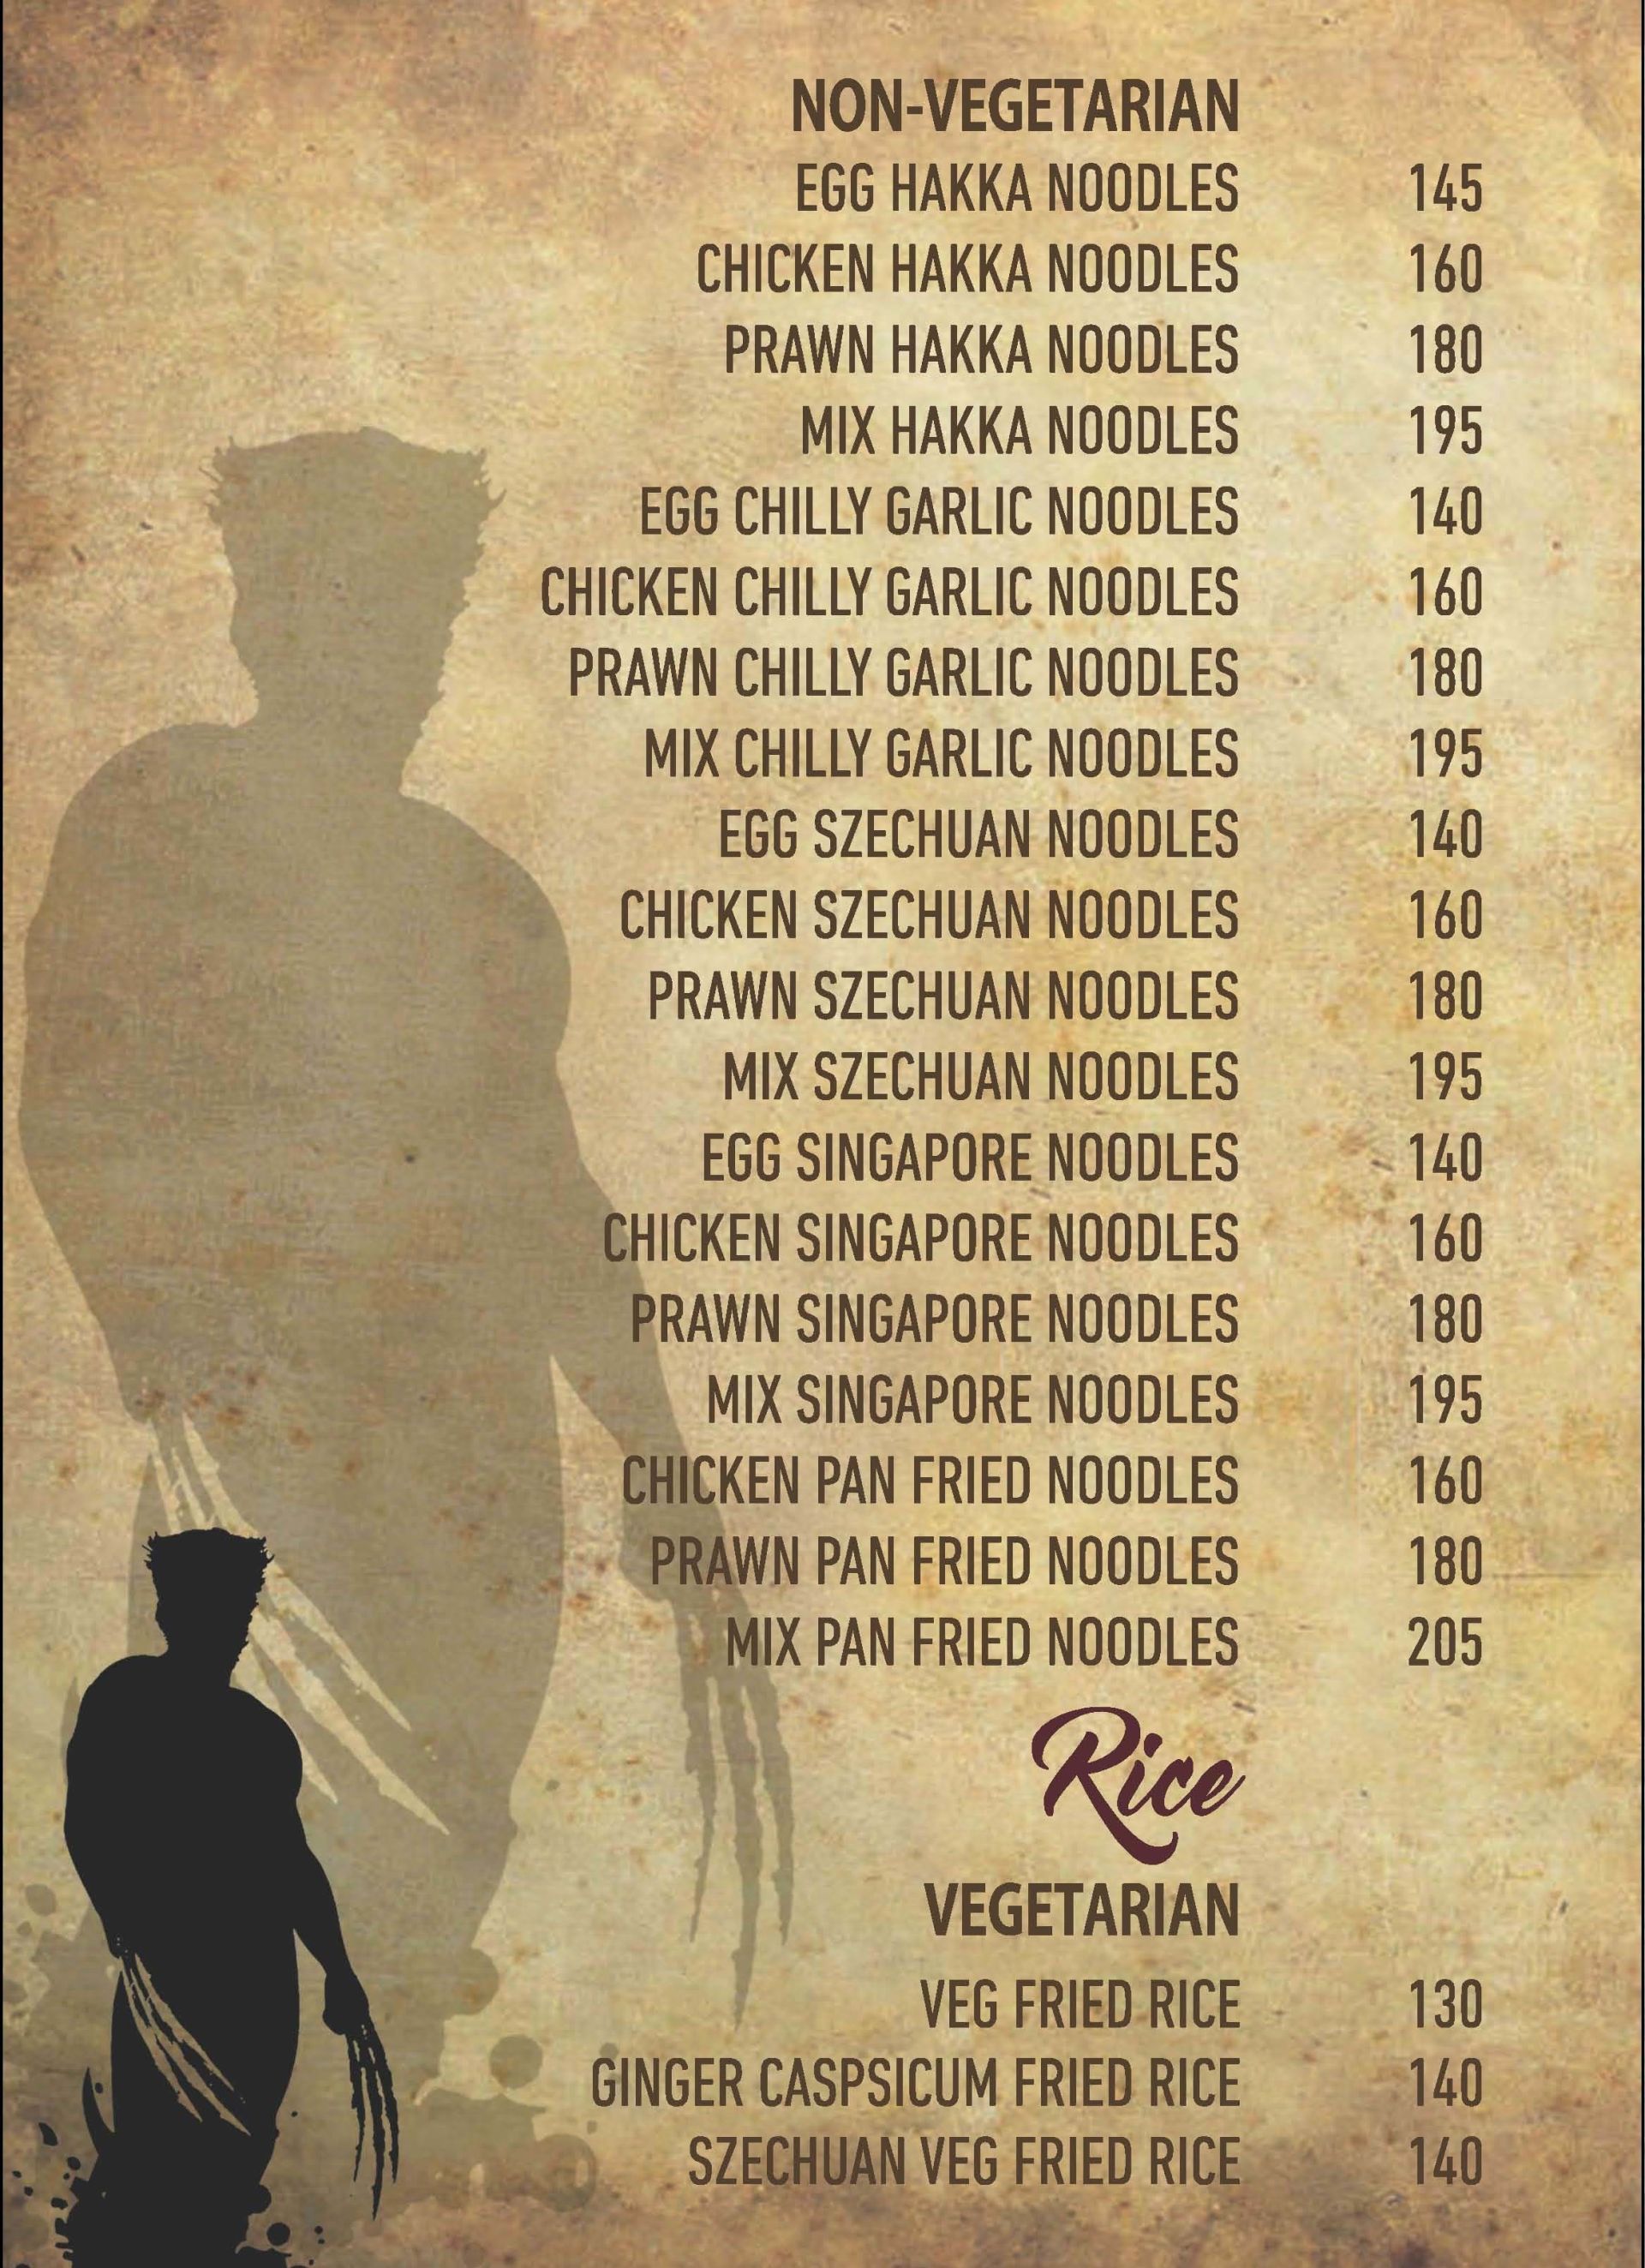 NON-VEGETARIAN
EGG HAKKA NOODLES 145
CHICKEN HAKKA NOODLES 160
PRAWN HAKKA NOODLES 180
MIX HAKKA NOODLES 195
EGG CHILLY GARLIC NOODLES 140
CHICKEN CHILLY GARLIC NOODLES 160
PRAWN CHILLY GARLIC NOODLES 180
MIX CHILLY GARLIC NOODLES 195
EGG SZECHUAN NOODLES 140
CHICKEN SZECHUAN NOODLES 160
PRAWN SZECHUAN NOODLES 180
MIX SZECHUAN NOODLES 195
EGG SINGAPORE NOODLES 140
CHICKEN SINGAPORE NOODLES 160
PRAWN SINGAPORE NOODLES 180
MIX SINGAPORE NOODLES 195
CHICKEN PAN FRIED NOODLES 160
PRAWN PAN FRIED NOODLES 180
MIX PAN FRIED NOODLES 205
Rice
VEGETARIAN
VEG FRIED RICE 130
GINGER CASPSICUM FRIED RICE 140
SZECHUAN VEG FRIED RICE 140